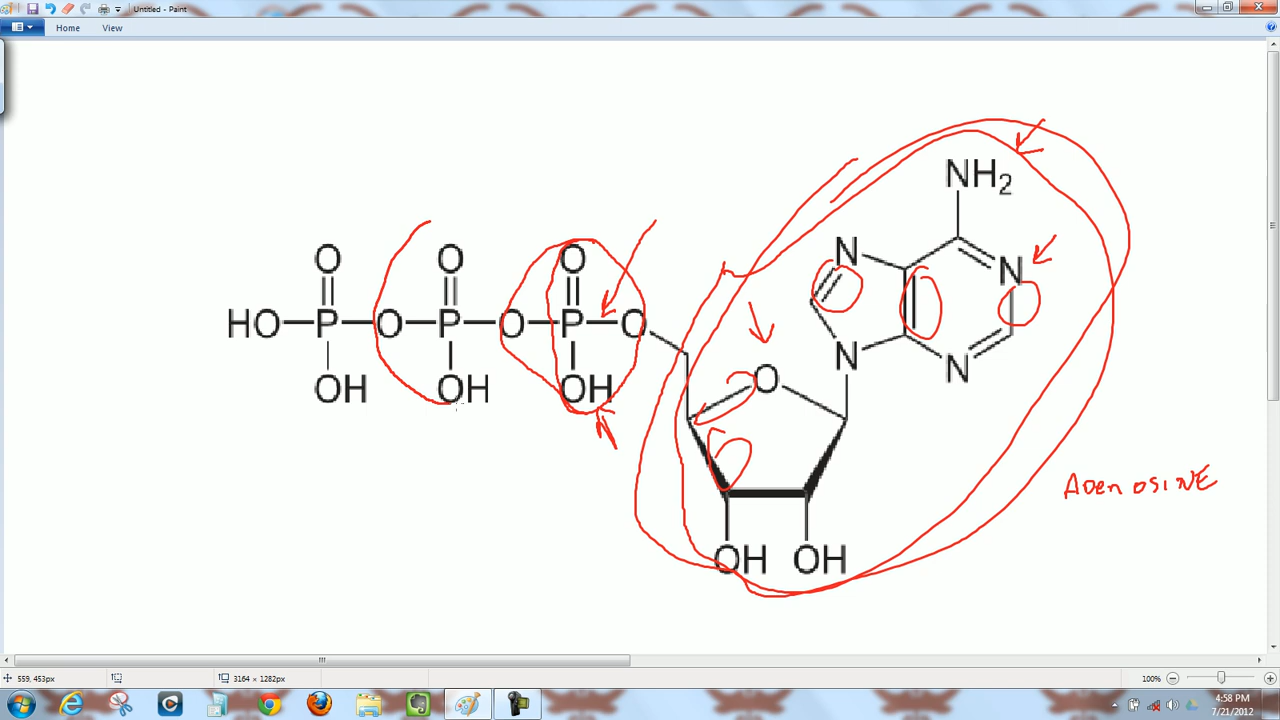 Untitled - Paint
Home View
NH2
O O O N N
HO P O P O P O
OH OH OH N N
O
Adenosine
OH OH
559, 453px 3164 × 1282px 100%
4:58 PM
7/21/2012